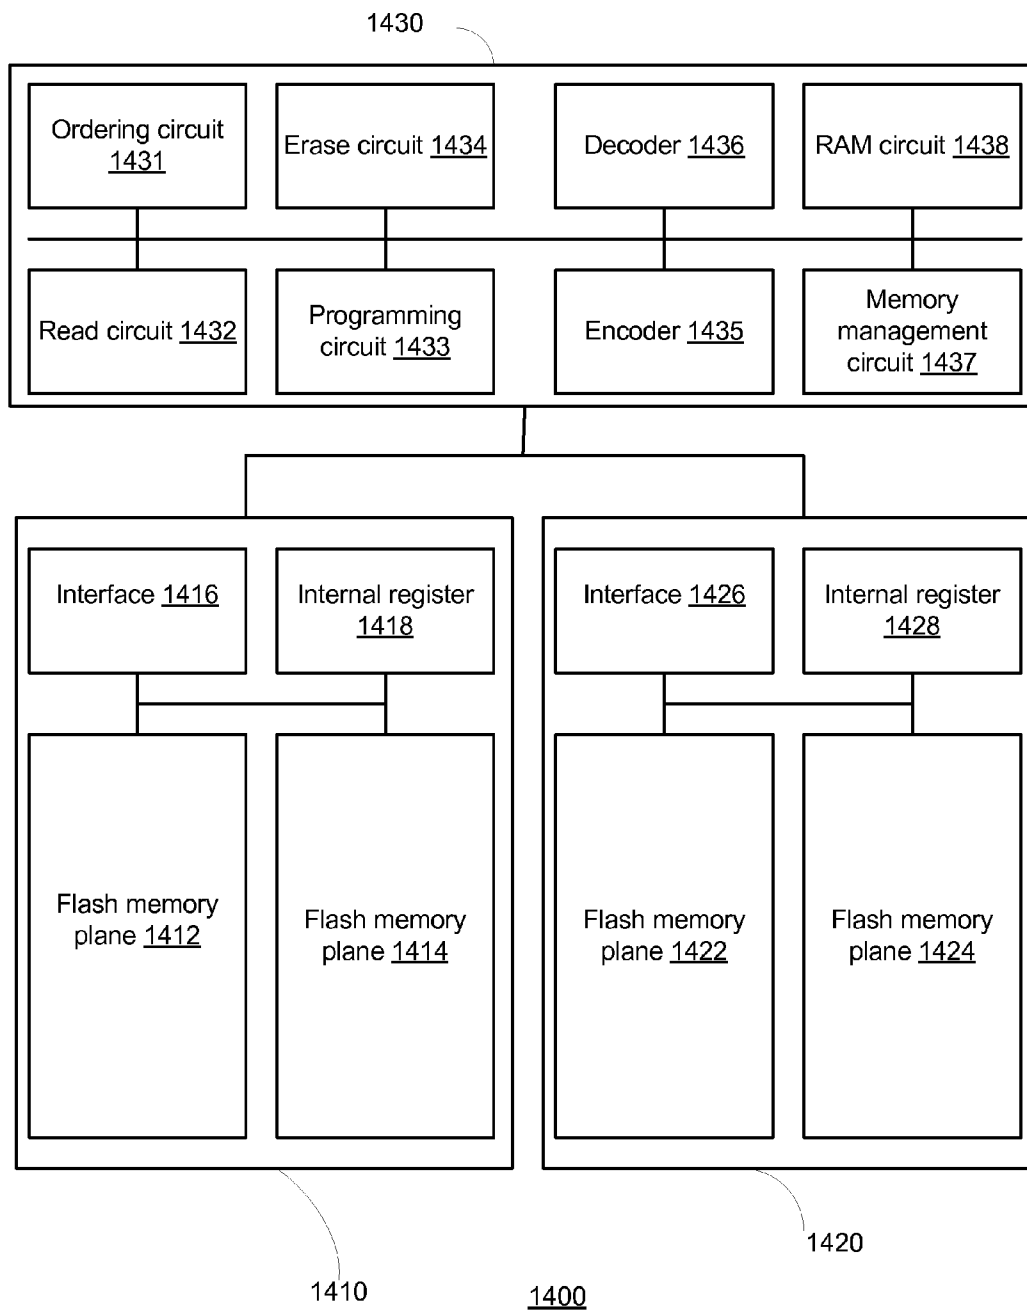 1430
Ordering circuit
1431
Erase circuit 1434
Decoder 1436
RAM circuit 1438
Read circuit 1432
Programming
circuit 1433
Encoder 1435
Memory
management
circuit 1437
Interface 1416
Internal register
1418
Interface 1426
Internal register
1428
Flash memory
plane 1412
Flash memory
plane 1414
Flash memory
plane 1422
Flash memory
plane 1424
1410
1420
1400